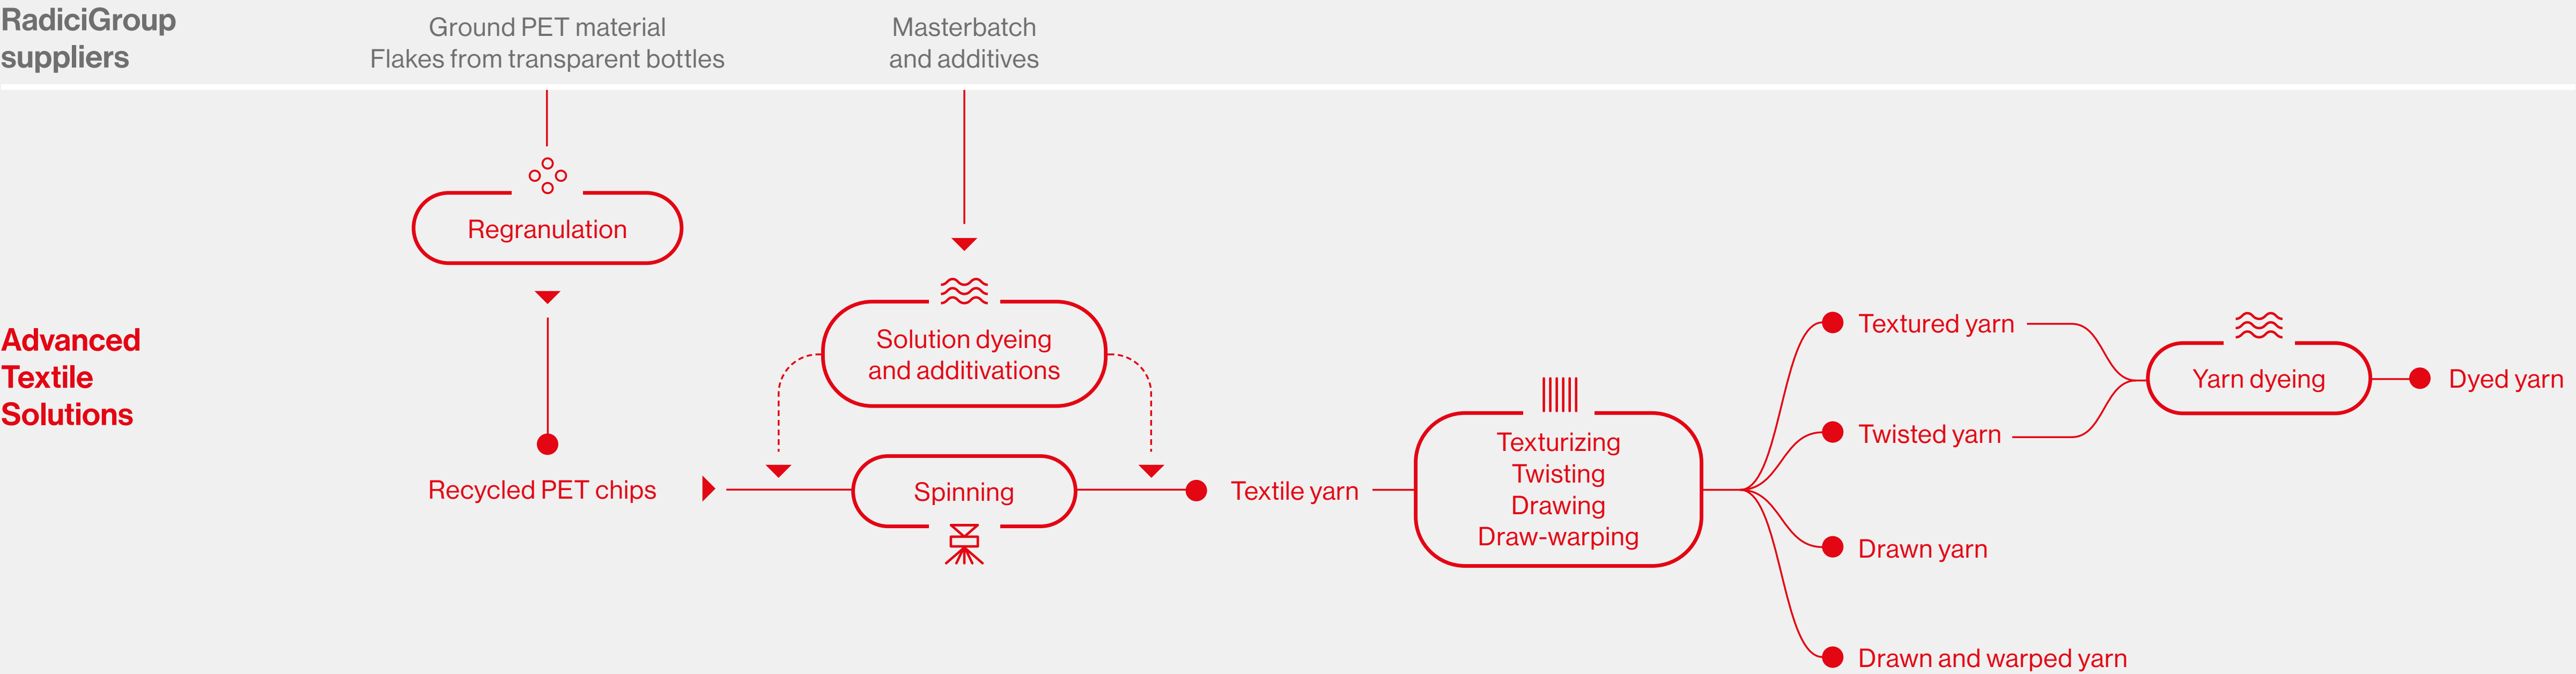 RadiciGroup
suppliers
Ground PET material
Flakes from transparent bottles
Masterbatch
and additives
Regranulation
Advanced
Textile
Solutions
Solution dyeing
and additivations
Recycled PET chips
Spinning
Textile yarn
Texturizing
Twisting
Drawing
Draw-warping
Textured yarn
Twisted yarn
Drawn yarn
Drawn and warped yarn
Yarn dyeing
Dyed yarn